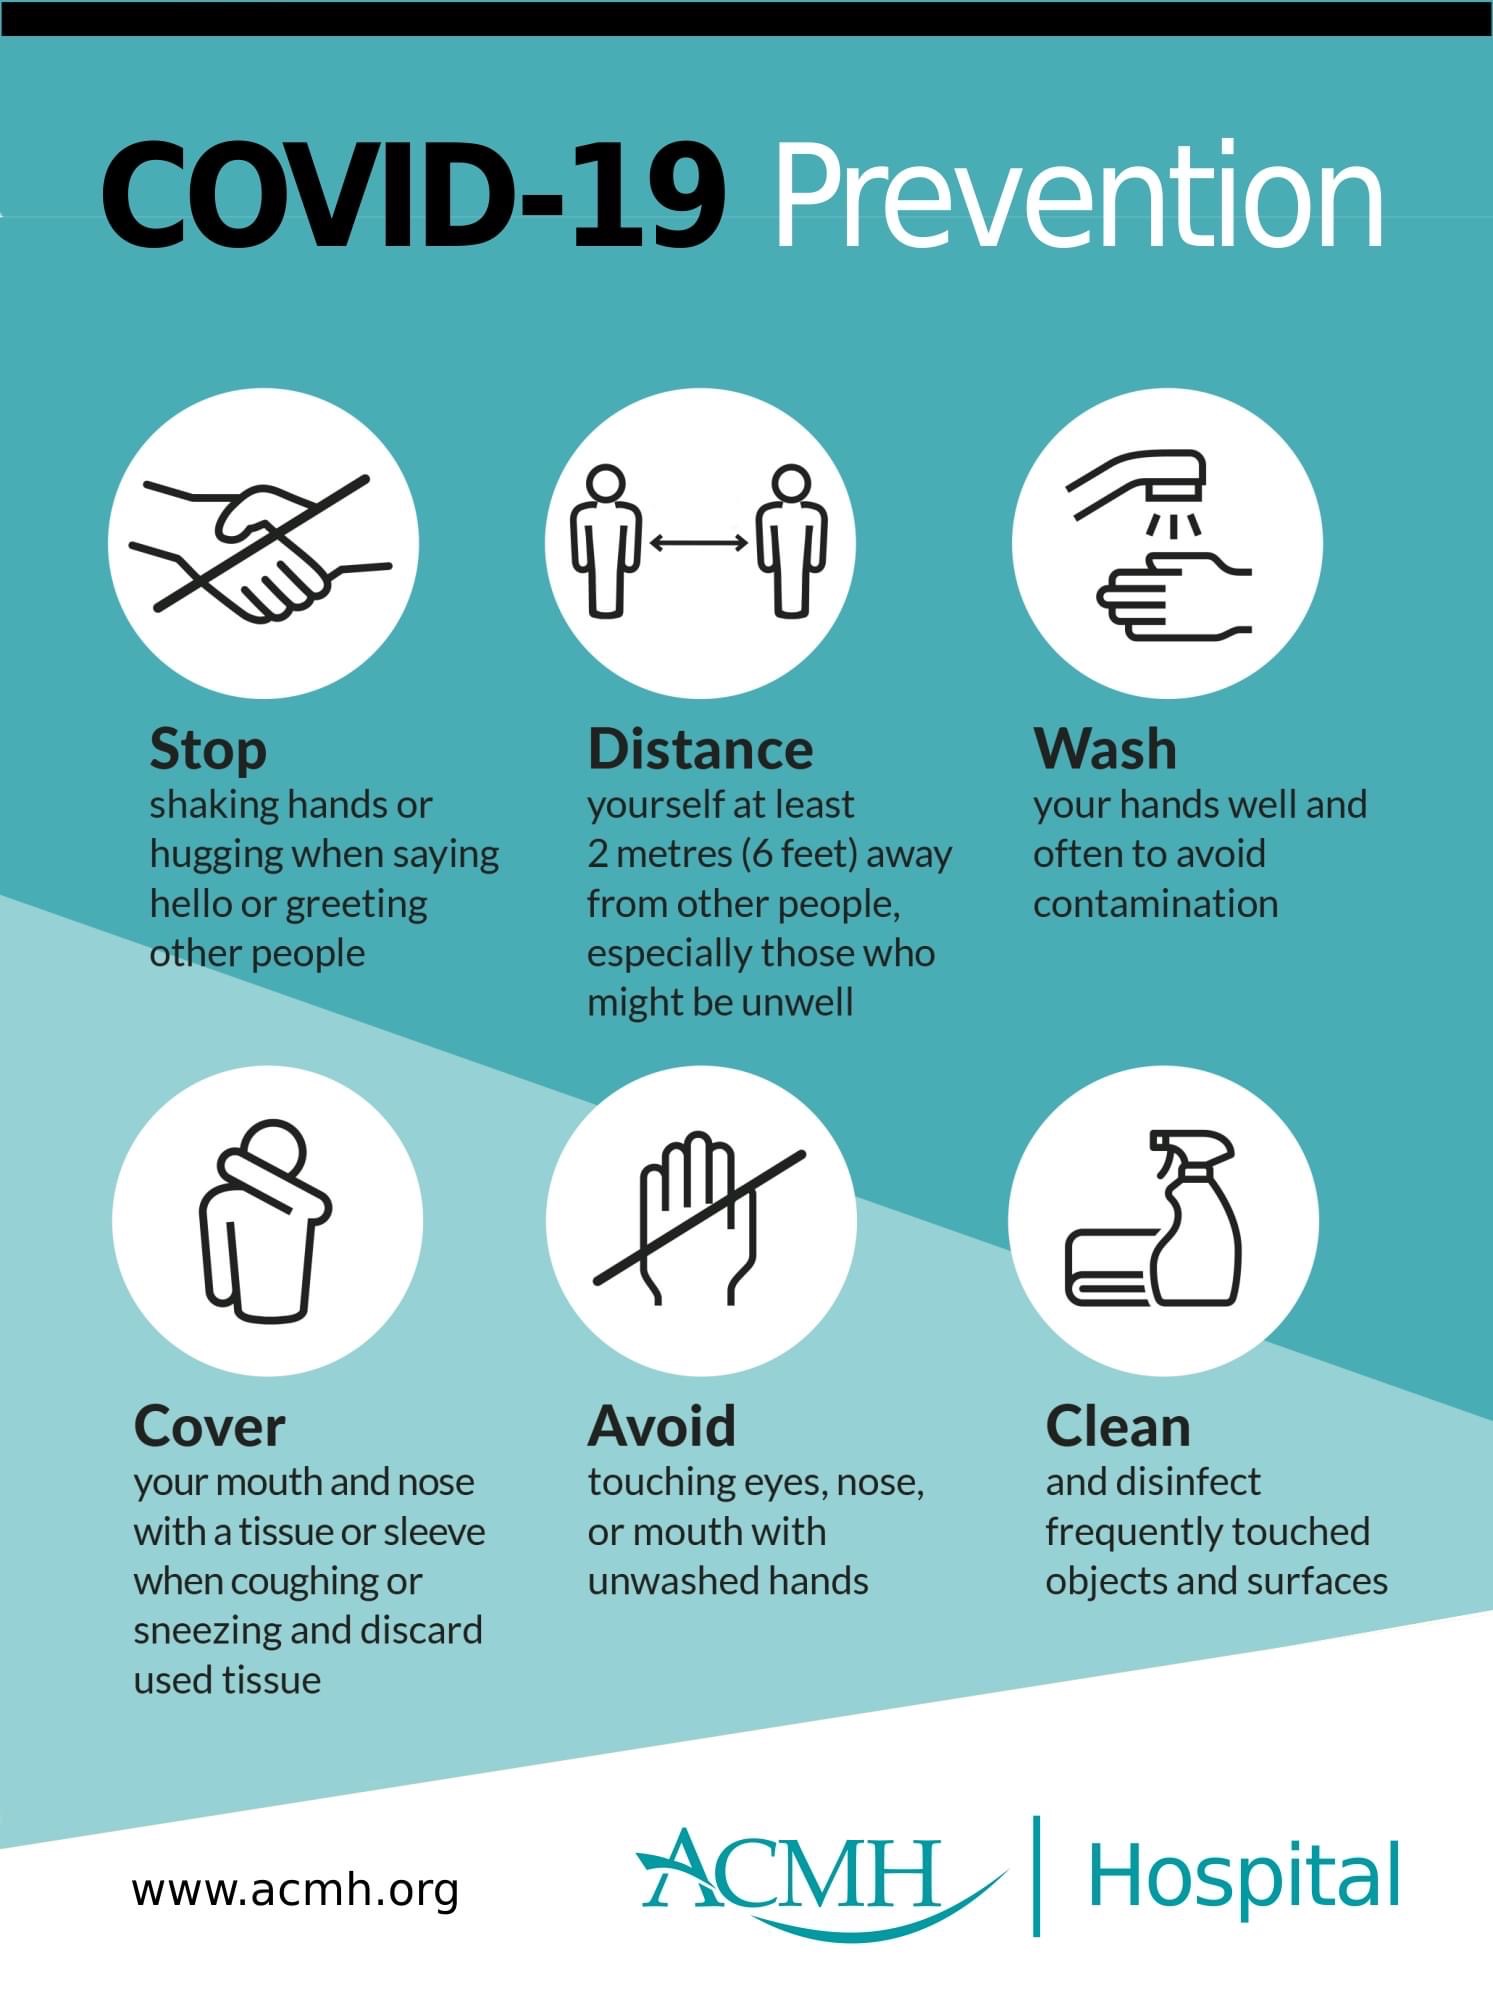 COVID-19 Prevention
Stop
shaking hands or
hugging when saying
hello or greeting
other people
Distance
yourself at least
2 metres (6 feet) away
from other people,
especially those who
might be unwell
Wash
your hands well and
often to avoid
contamination
Cover
your mouth and nose
with a tissue or sleeve
when coughing or
sneezing and discard
used tissue
Avoid
touching eyes, nose,
or mouth with
unwashed hands
Clean
and disinfect
frequently touched
objects and surfaces
www.acmh.org
ACMH Hospital